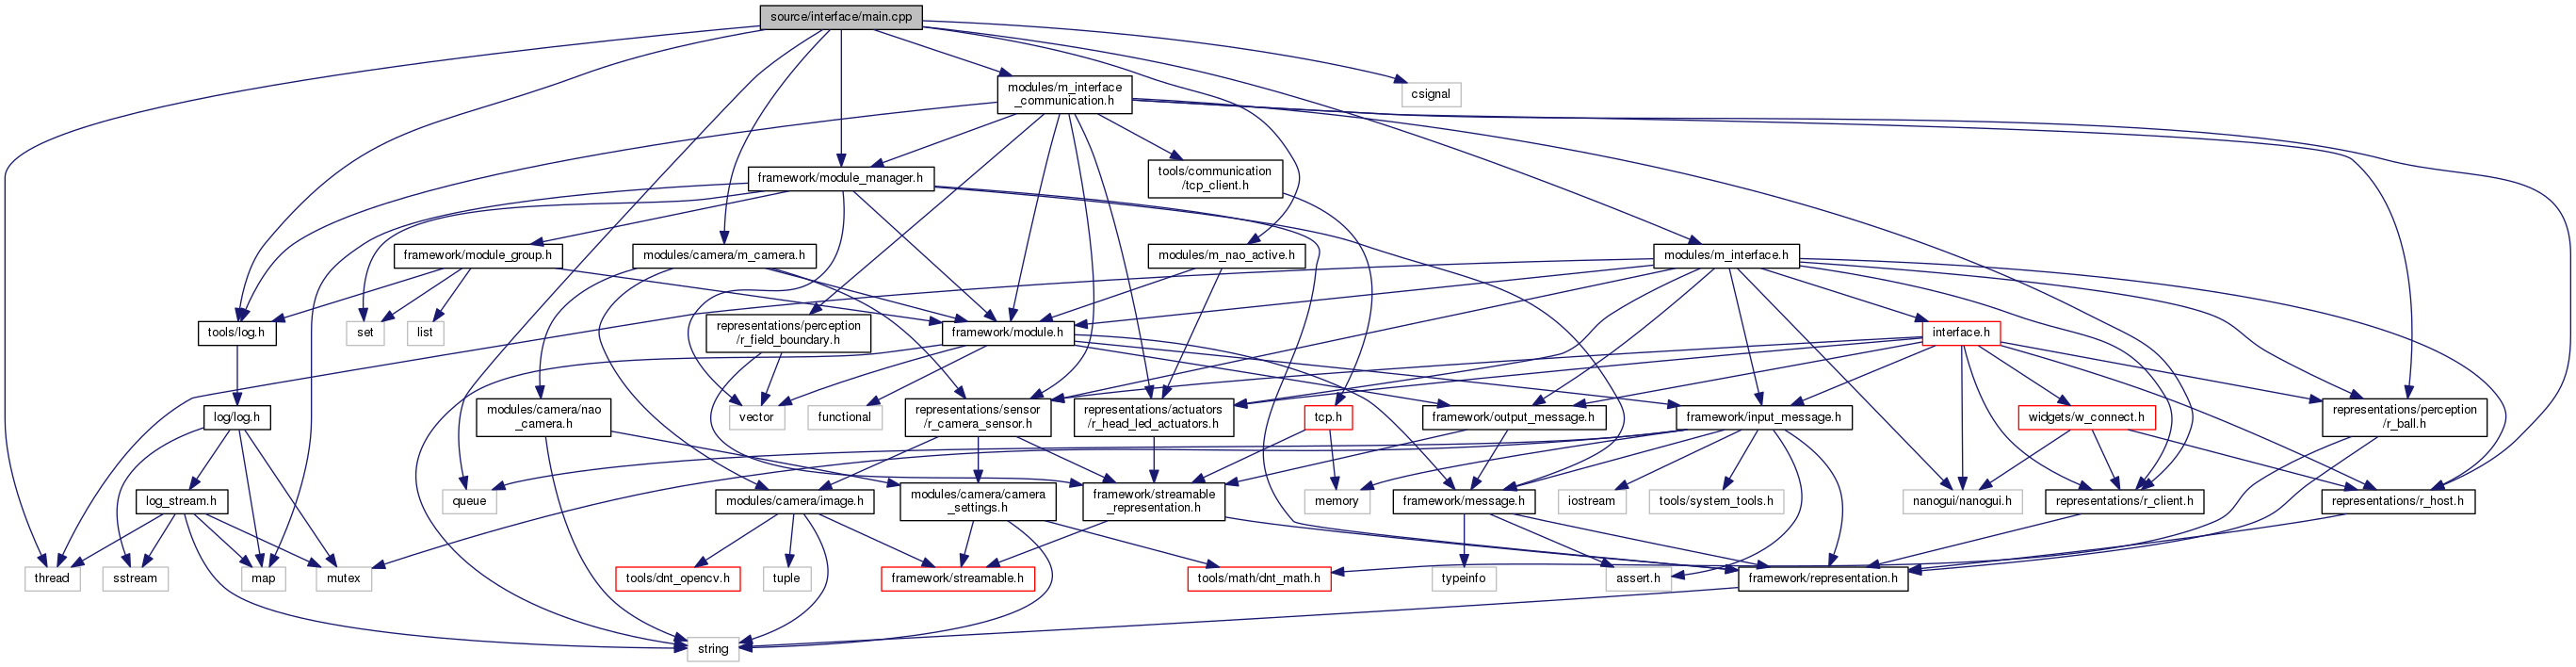 source/interface/main.cpp
modules/m_interface
_communication.h
csignal
framework/module_manager.h
tools/communication
/tcp_client.h
framework/module_group.h
modules/camera/m_camera.h
modules/m_nao_active.h
modules/m_interface.h
tools/log.h
set
list
representations/perception
/r_field_boundary.h
framework/module.h
interface.h
log/log.h
modules/camera/nao
_camera.h
vector
functional
representations/sensor
/r_camera_sensor.h
representations/actuators
/r_head_led_actuators.h
tcp.h
framework/output_message.h
framework/input_message.h
widgets/w_connect.h
representations/perception
/r_ball.h
log_stream.h
queue
modules/camera/image.h
modules/camera/camera
_settings.h
framework/streamable
_representation.h
memory
framework/message.h
iostream
tools/system_tools.h
nanogui/nanogui.h
representations/r_client.h
representations/r_host.h
thread
sstream
map
mutex
tools/dnt_opencv.h
tuple
framework/streamable.h
tools/math/dnt_math.h
typeinfo
assert.h
framework/representation.h
string